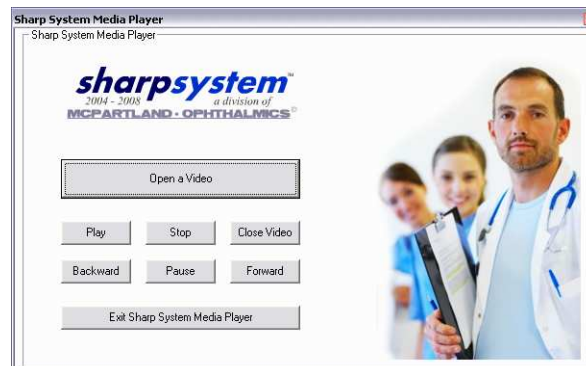 Sharp System Media Player
Sharp System Media Player
sharpsystem™
2004 - 2008 a division of
MCPARTLAND - OPHTHALMICS©
Open a Video
Play Stop Close Video
Backward Pause Forward
Exit Sharp System Media Player